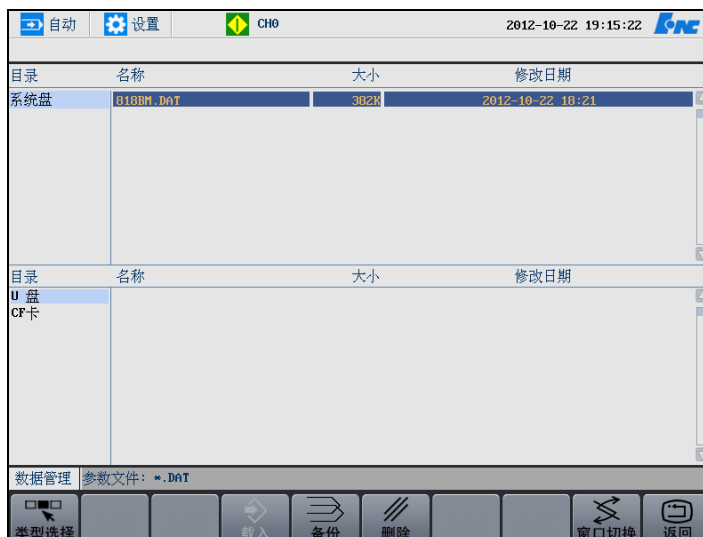 自动 设置 CH0 2012-10-22 19:15:22 HNC
目录 名称 大小 修改日期
系统盘 818BM.DAT 382K 2012-10-22 18:21
目录 名称 大小 修改日期
U 盘
CF卡
数据管理 参数文件: *.DAT
类型选择 载入 备份 删除 窗口切换 返回